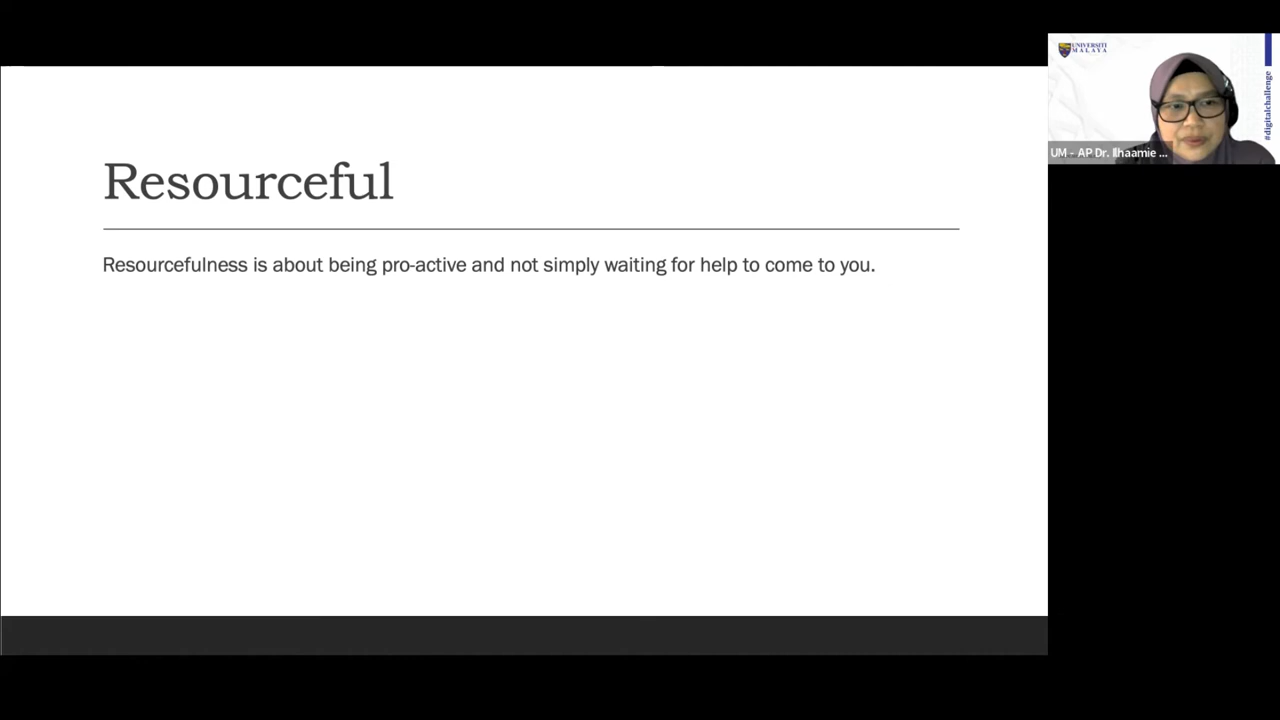 Resourceful
Resourcefulness is about being pro-active and not simply waiting for help to come to you.
UNIVERSITI
MALAYA
#digitalchallenge
UM - AP Dr. Ilhaamie ...